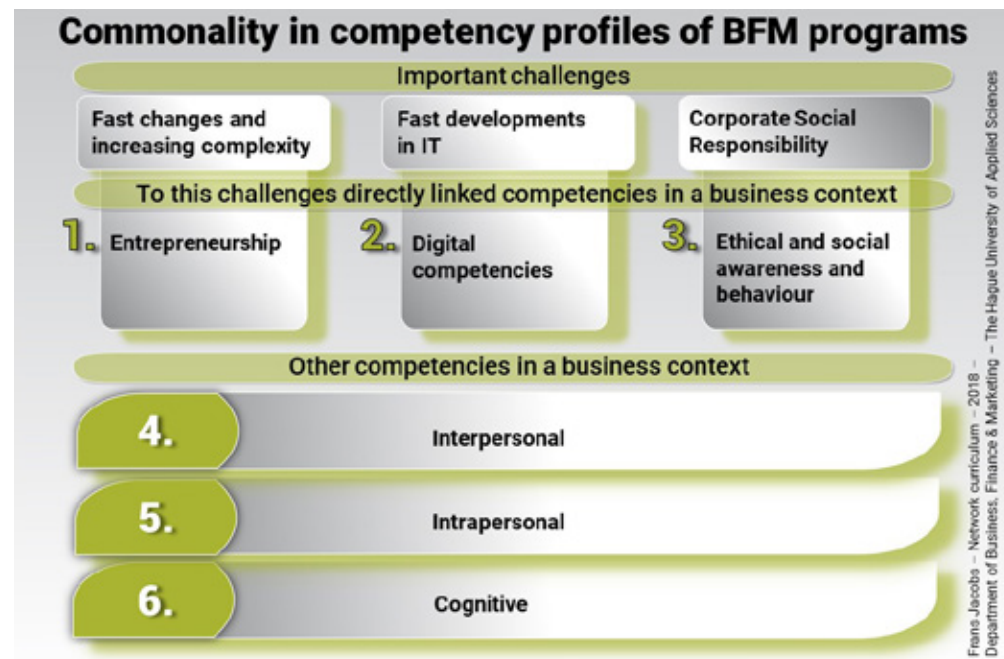 Commonality in competency profiles of BFM programs
Important challenges
Fast changes and
increasing complexity
Fast developments
in IT
Corporate Social
Responsibility
To this challenges directly linked competencies in a business context
1. Entrepreneurship
2. Digital
competencies
3. Ethical and social
awareness and
behaviour
Other competencies in a business context
4. Interpersonal
5. Intrapersonal
6. Cognitive
Frans Jacobs – Network curriculum – 2018 –
Department of Business, Finance & Marketing – The Hague University of Applied Sciences